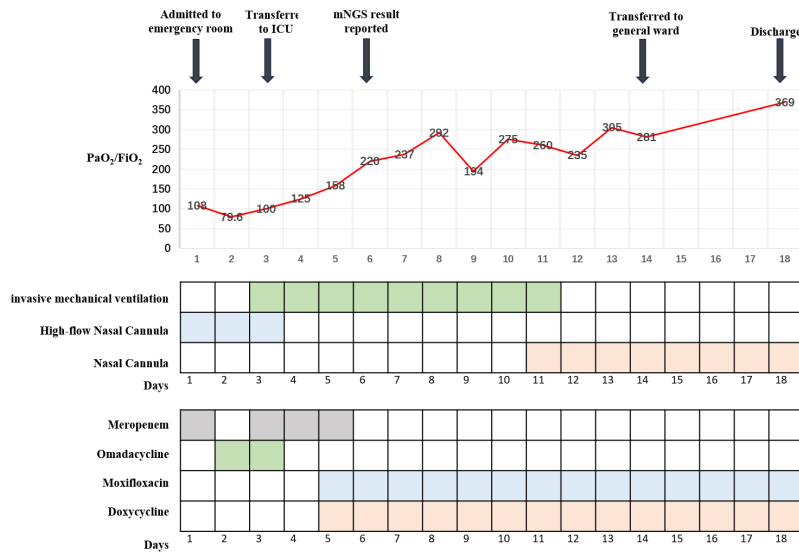 Admitted to
emergency room
Transferre
to ICU
mNGS result
reported
Transferred to
general ward
Discharge
PaO2/FiO2
400
350
300
250
200
150
100
50
0
108 79.6 100 125 158 220 237 292 194 275 260 235 305 281 369
1 2 3 4 5 6 7 8 9 10 11 12 13 14 15 16 17 18
invasive mechanical ventilation
High-flow Nasal Cannula
Nasal Cannula
Days 1 2 3 4 5 6 7 8 9 10 11 12 13 14 15 16 17 18
Meropenem
Omadacycline
Moxifloxacin
Doxycycline
Days 1 2 3 4 5 6 7 8 9 10 11 12 13 14 15 16 17 18